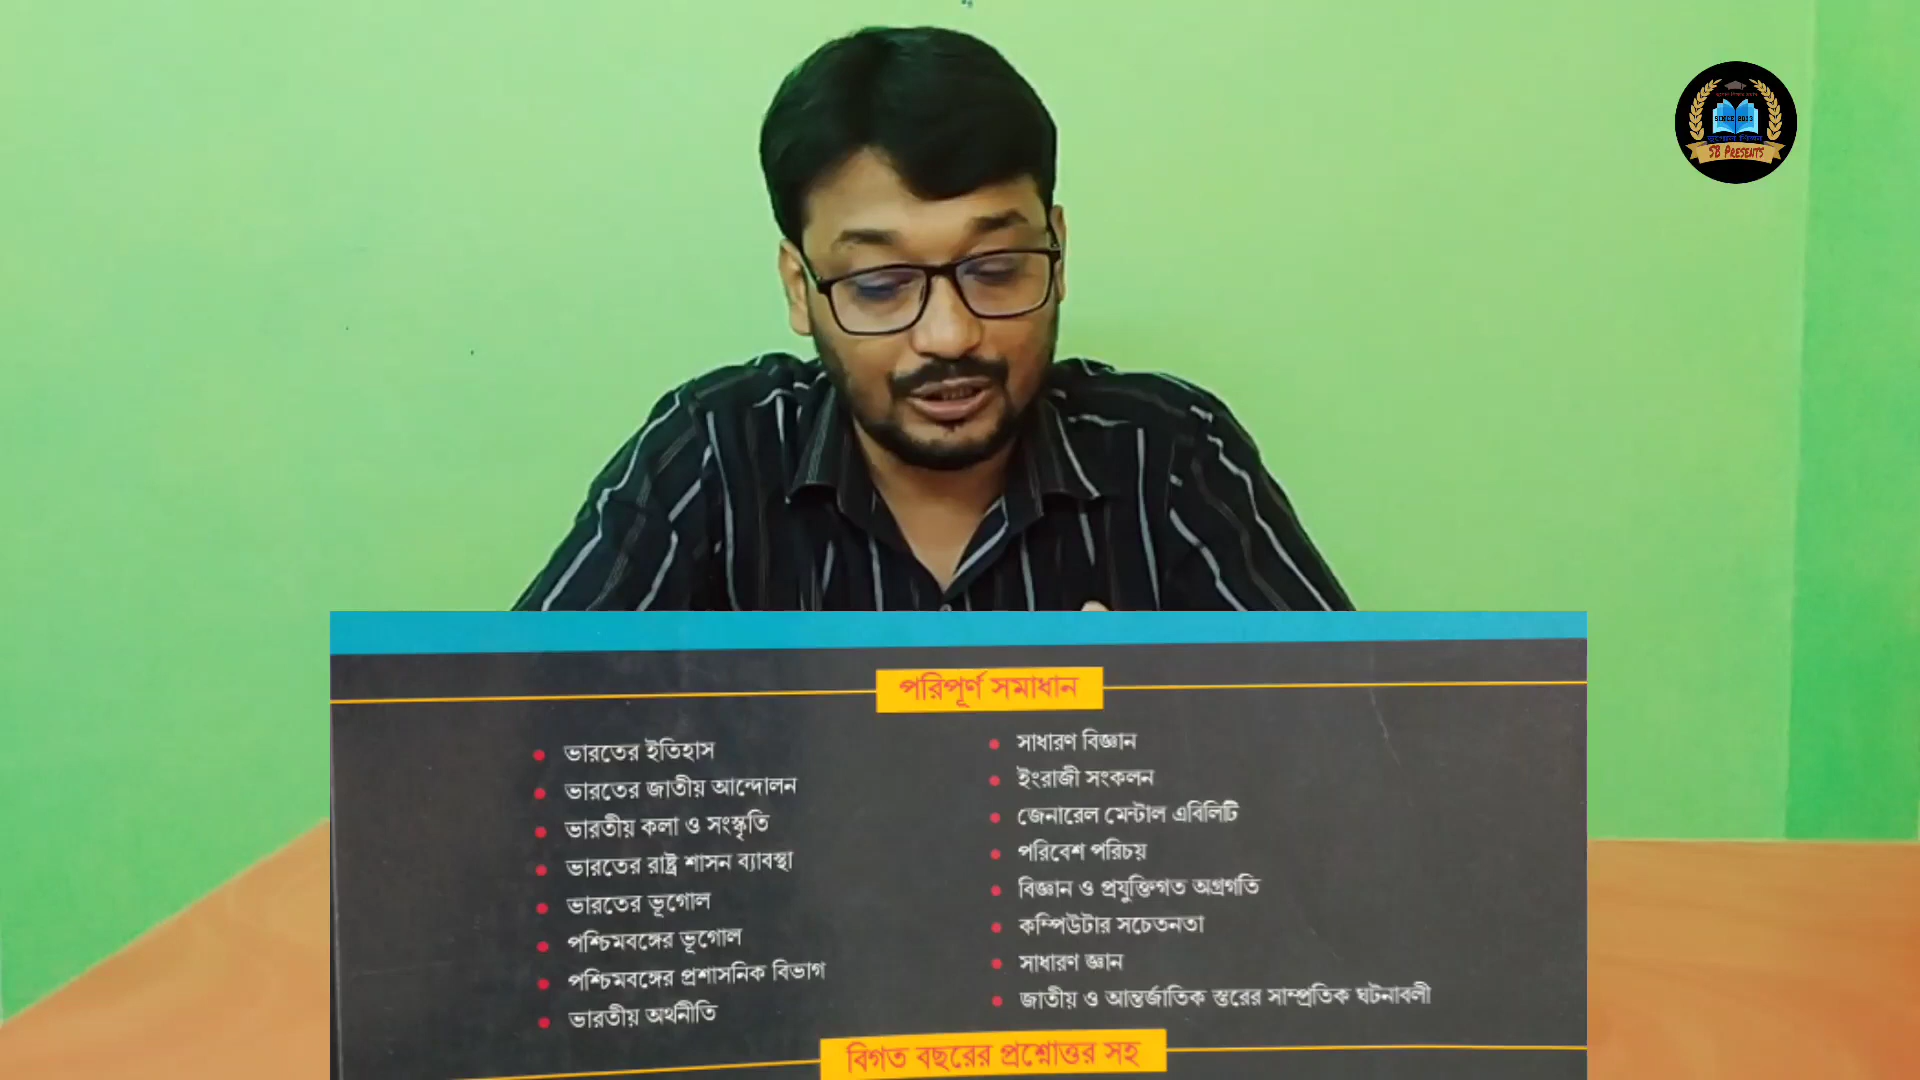 SINCE 2013
SB PRESENTS
পরিপূর্ণ সমাধান
ভারতের ইতিহাস
ভারতের জাতীয় আন্দোলন
ভারতীয় কলা ও সংস্কৃতি
ভারতের রাষ্ট্র শাসন ব্যাবস্থা
ভারতের ভূগোল
পশ্চিমবঙ্গের ভূগোল
পশ্চিমবঙ্গের প্রশাসনিক বিভাগ
ভারতীয় অর্থনীতি
সাধারণ বিজ্ঞান
ইংরাজী সংকলন
জেনারেল মেন্টাল এবিলিটি
পরিবেশ পরিচয়
বিজ্ঞান ও প্রযুক্তিগত অগ্রগতি
কম্পিউটার সচেতনতা
সাধারণ জ্ঞান
জাতীয় ও আন্তর্জাতিক স্তরের সাম্প্রতিক ঘটনাবলী
বিগত বছরের প্রশ্নোত্তর সহ